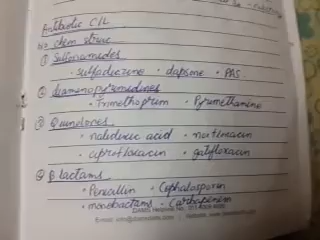 Antibiotic C/L
chem struc
① Sulfonamides
• sulfadiazine • dapsone • PAS
② Diaminopyrimidines
• Trimethoprim • Pyrimethamine
③ Quinolones
• nalidixic acid • norfloxacin
• ciprofloxacin • gatifloxacin
④ B lactams
• Penicillin • Cephalosporin
• monobactams • Carbapenem